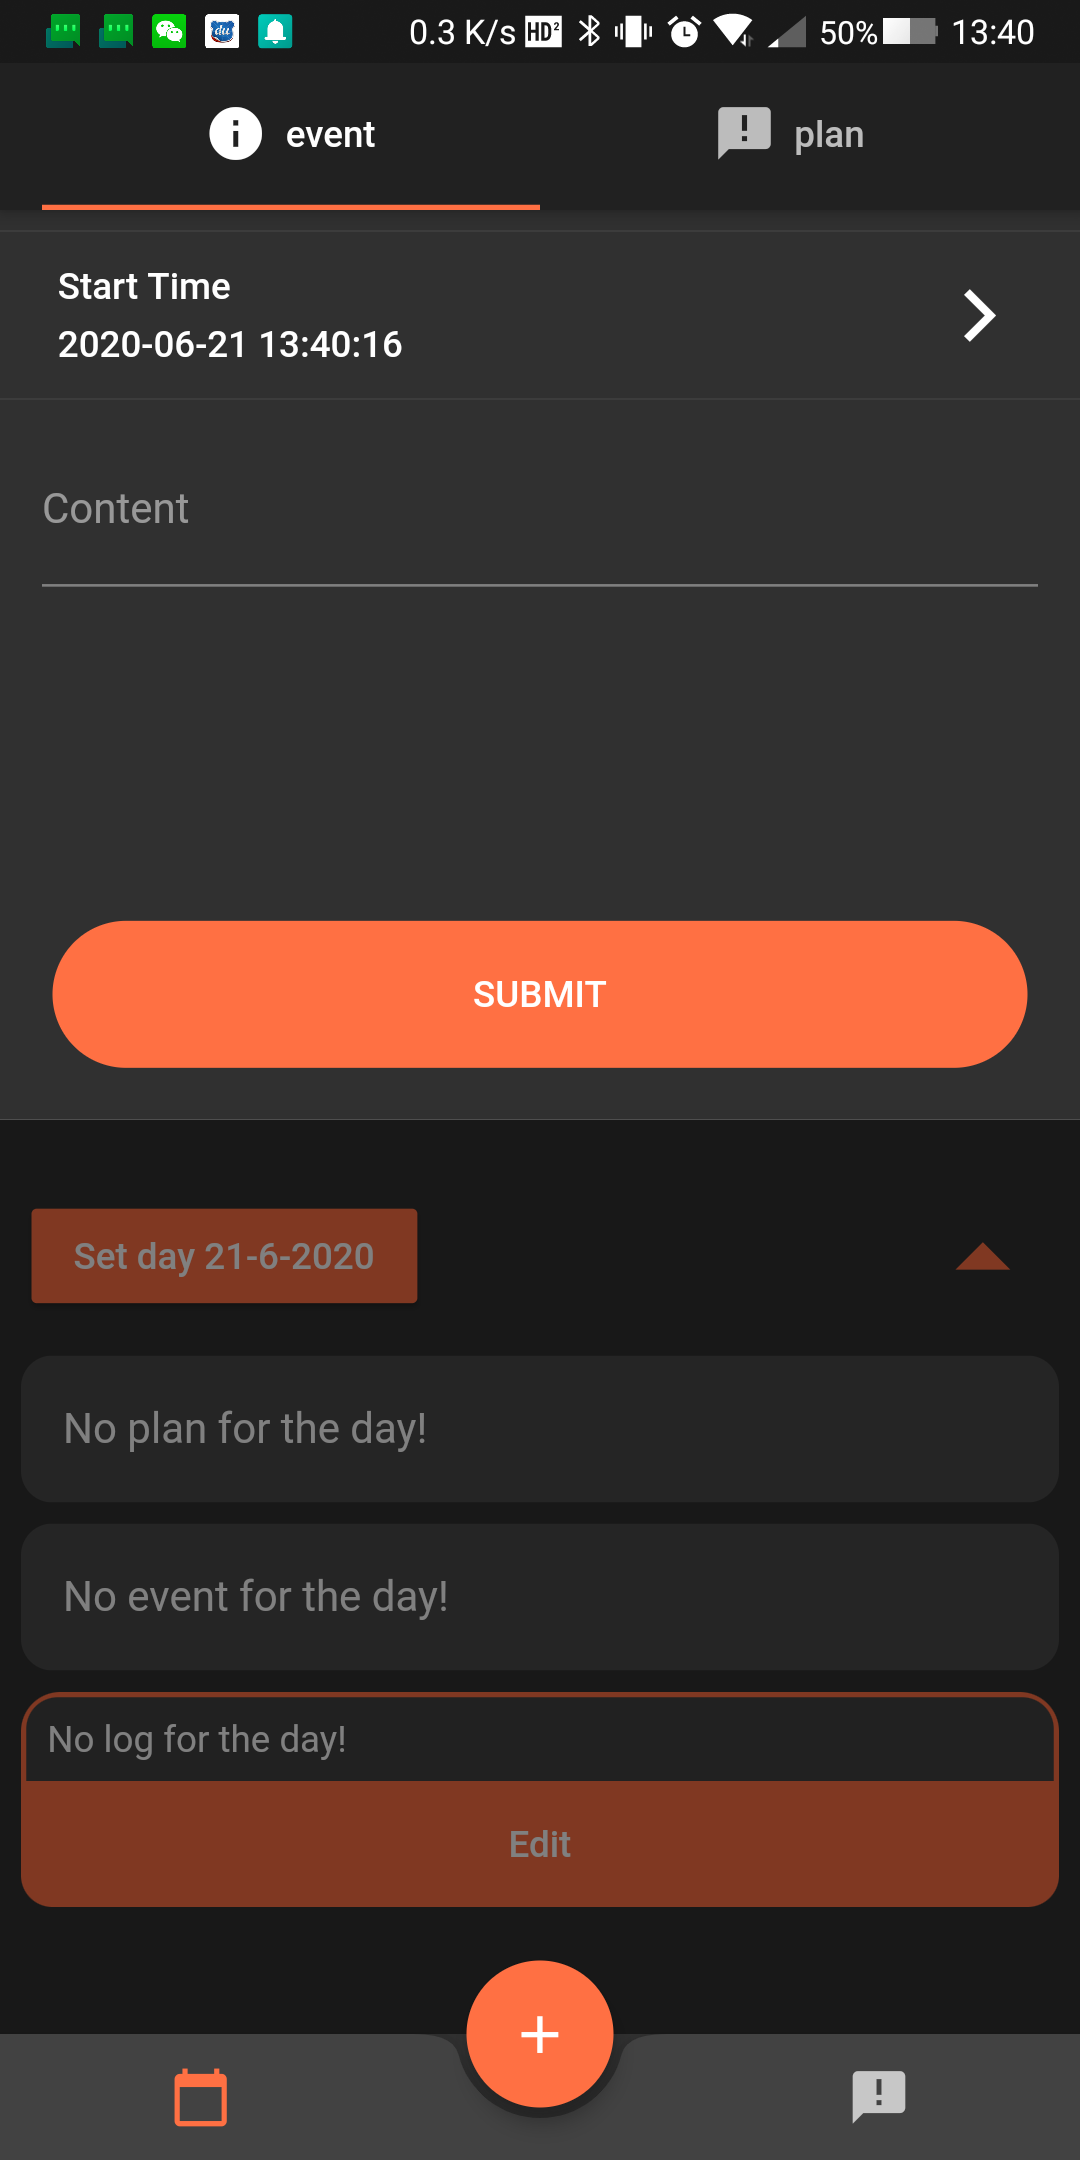 0.3 K/s HD² 50% 13:40
event
plan
Start Time
2020-06-21 13:40:16
Content
SUBMIT
Set day 21-6-2020
No plan for the day!
No event for the day!
No log for the day!
Edit